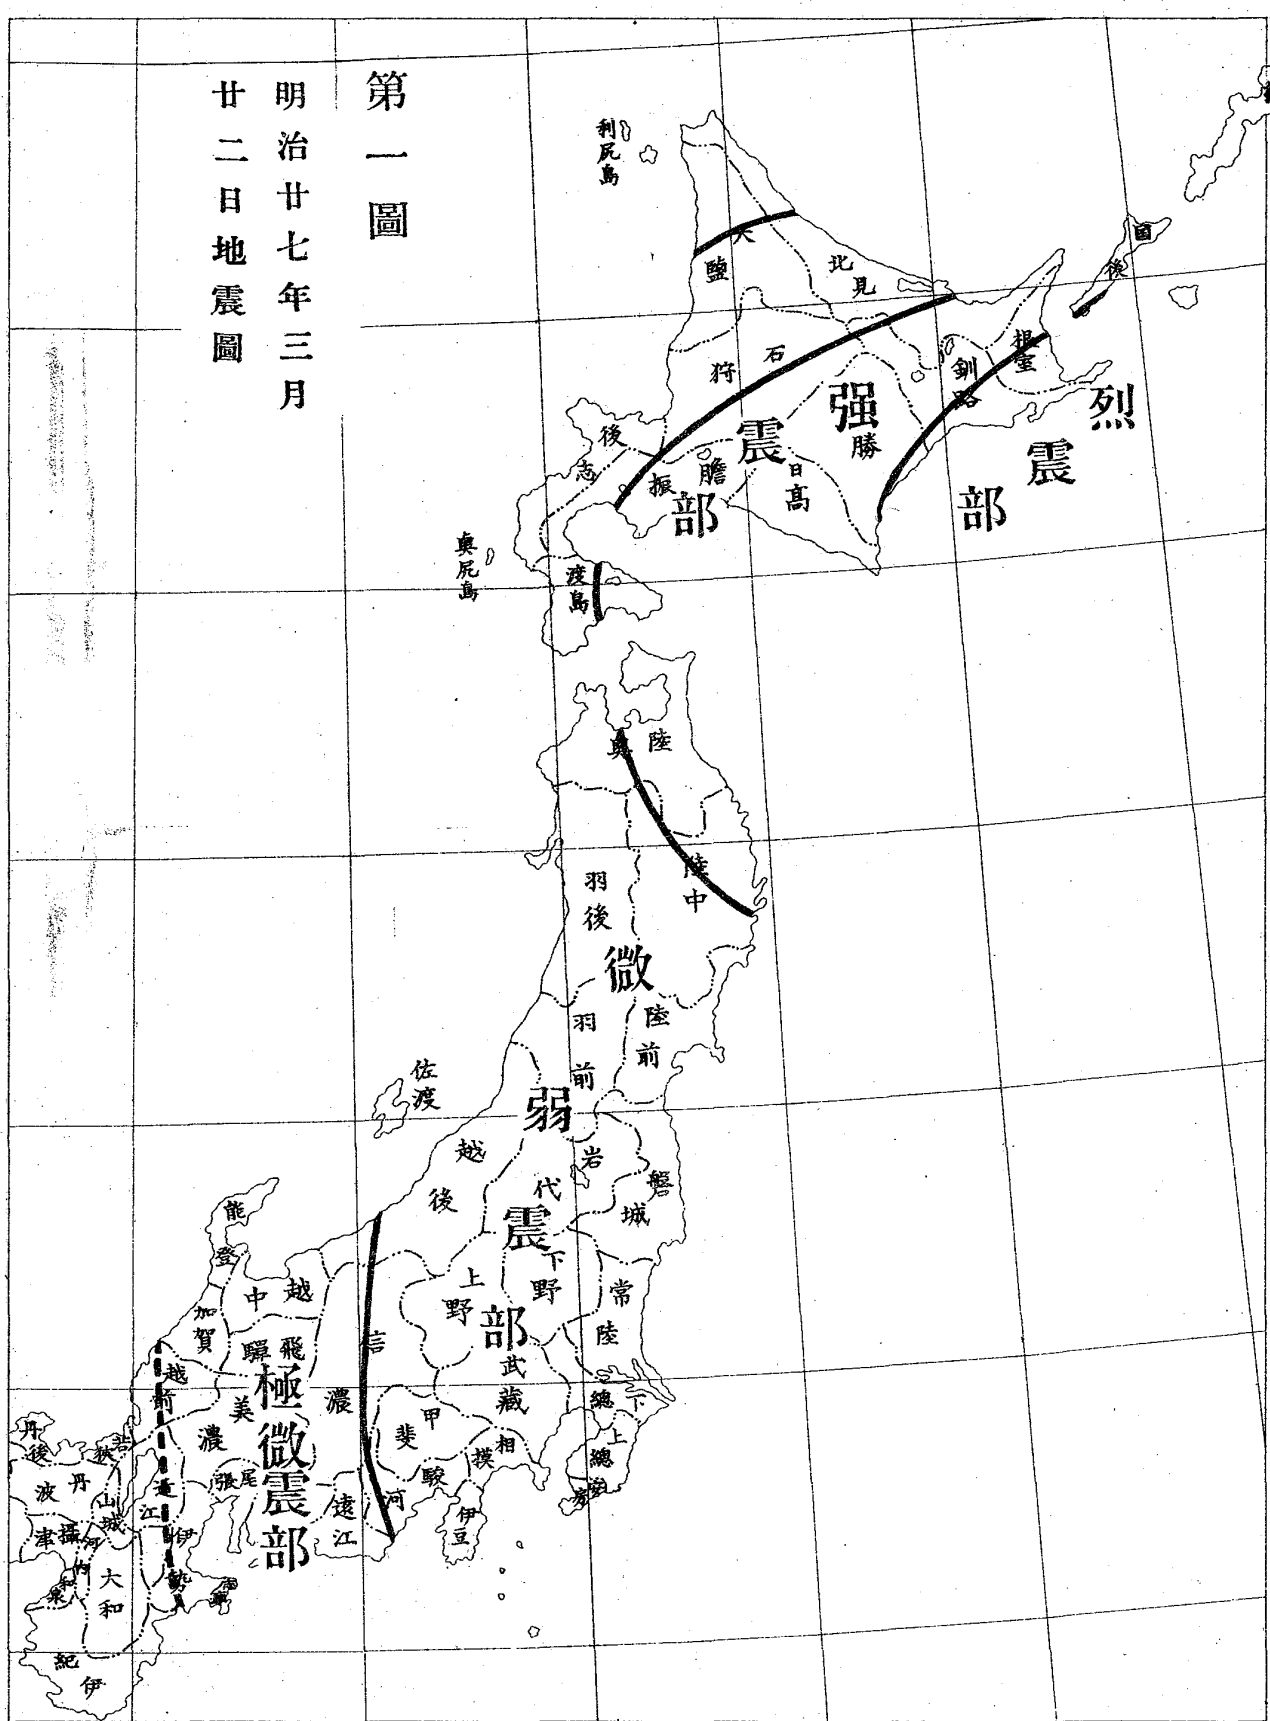 第一圖
明治廿七年三月
廿二日地震圖
利尻島
国後
天鹽
北見
根室
石狩
釧路
烈震部
强震部
勝
後志
膽振
日高
奥尻島
渡島
陸奥
陸中
羽後
微弱震部
陸前
羽前
佐渡
越後
岩代
磐城
能登
下野
上野
常陸
越中
加賀
信濃
飛驒
武藏
越前
極微震部
下總
美濃
甲斐
上總
相摸
丹後
若狹
尾張
駿河
安房
丹波
山城
近江
遠江
伊豆
攝津
河内
伊勢
和泉
大和
紀伊